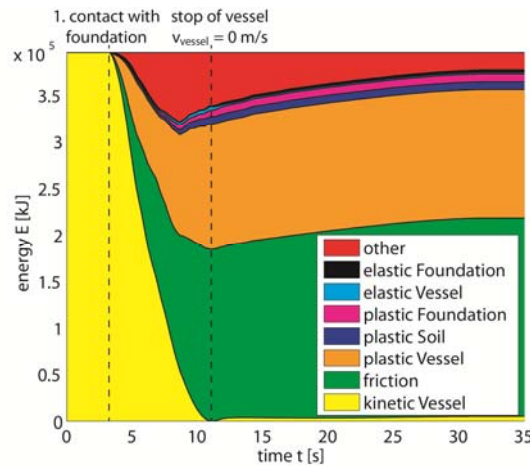 1. contact with
foundation
stop of vessel
v_vessel = 0 m/s
x 10^5
3.5
3
2.5
2
1.5
1
0.5
0
energy E [kJ]
other
elastic Foundation
elastic Vessel
plastic Foundation
plastic Soil
plastic Vessel
friction
kinetic Vessel
0 5 10 15 20 25 30 35
time t [s]